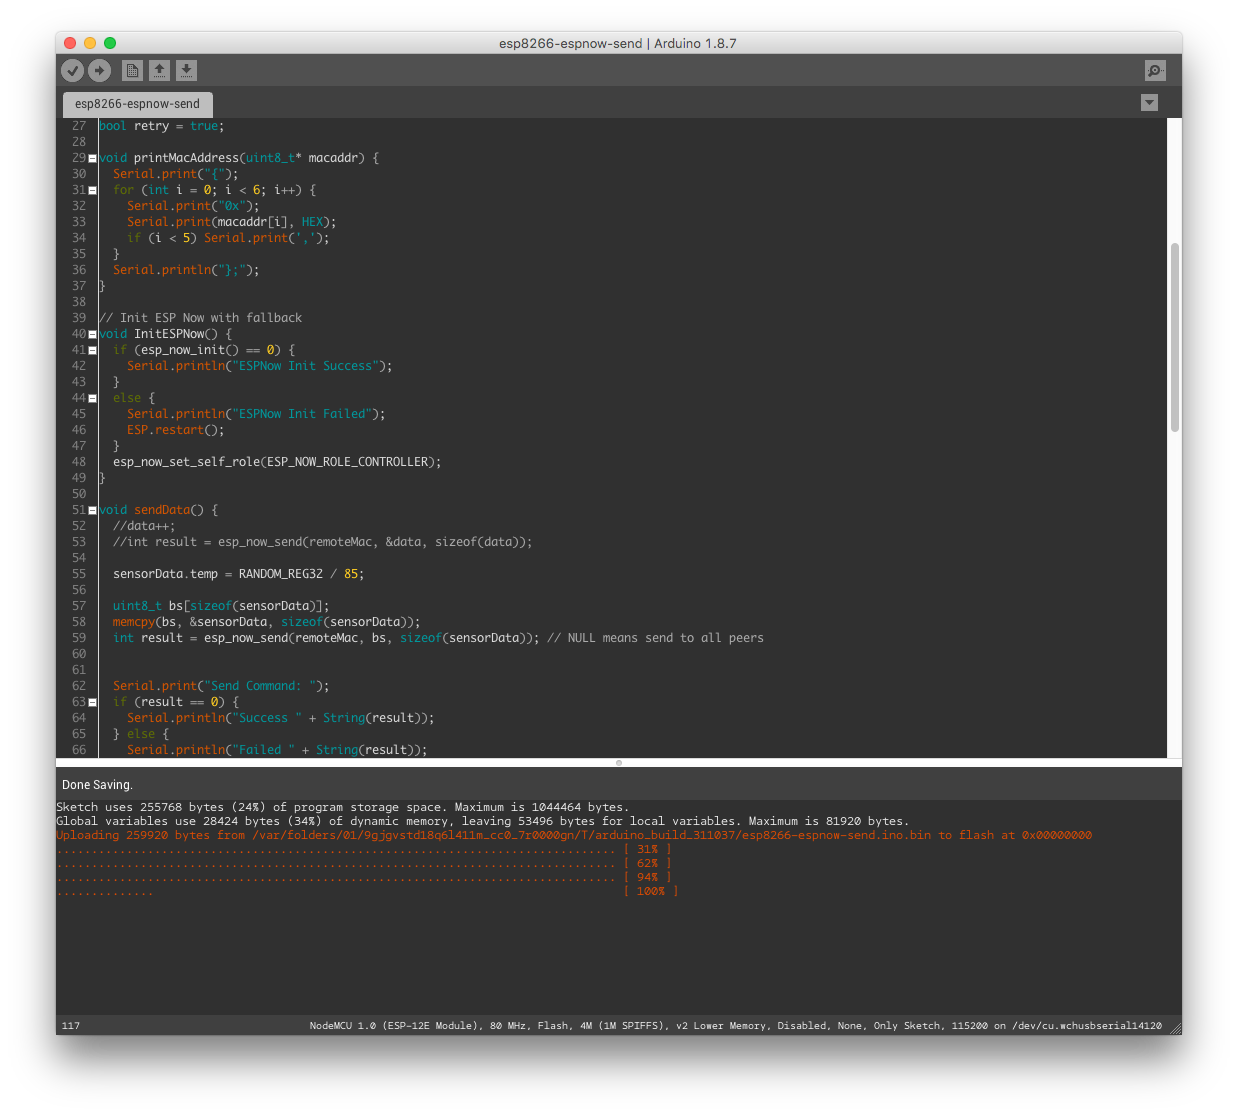 esp8266-espnow-send | Arduino 1.8.7
esp8266-espnow-send
27 bool retry = true;
28
29 void printMacAddress(uint8_t* macaddr) {
30   Serial.print("{");
31   for (int i = 0; i < 6; i++) {
32     Serial.print("0x");
33     Serial.print(macaddr[i], HEX);
34     if (i < 5) Serial.print(',');
35   }
36   Serial.println("};");
37 }
38
39 // Init ESP Now with fallback
40 void InitESPNow() {
41   if (esp_now_init() == 0) {
42     Serial.println("ESPNow Init Success");
43   }
44   else {
45     Serial.println("ESPNow Init Failed");
46     ESP.restart();
47   }
48   esp_now_set_self_role(ESP_NOW_ROLE_CONTROLLER);
49 }
50
51 void sendData() {
52   //data++;
53   //int result = esp_now_send(remoteMac, &data, sizeof(data));
54
55   sensorData.temp = RANDOM_REG32 / 85;
56
57   uint8_t bs[sizeof(sensorData)];
58   memcpy(bs, &sensorData, sizeof(sensorData));
59   int result = esp_now_send(remoteMac, bs, sizeof(sensorData)); // NULL means send to all peers
60
61
62   Serial.print("Send Command: ");
63   if (result == 0) {
64     Serial.println("Success " + String(result));
65   } else {
66     Serial.println("Failed " + String(result));
Done Saving.
Sketch uses 255768 bytes (24%) of program storage space. Maximum is 1044464 bytes.
Global variables use 28424 bytes (34%) of dynamic memory, leaving 53496 bytes for local variables. Maximum is 81920 bytes.
Uploading 259920 bytes from /var/folders/01/9gjgvstd18q6l411m_cc0_7r0000gn/T/arduino_build_311037/esp8266-espnow-send.ino.bin to flash at 0x00000000
................................................................................ [ 31% ]
................................................................................ [ 62% ]
................................................................................ [ 94% ]
..............                                                                   [ 100% ]
117 NodeMCU 1.0 (ESP-12E Module), 80 MHz, Flash, 4M (1M SPIFFS), v2 Lower Memory, Disabled, None, Only Sketch, 115200 on /dev/cu.wchusbserial14120